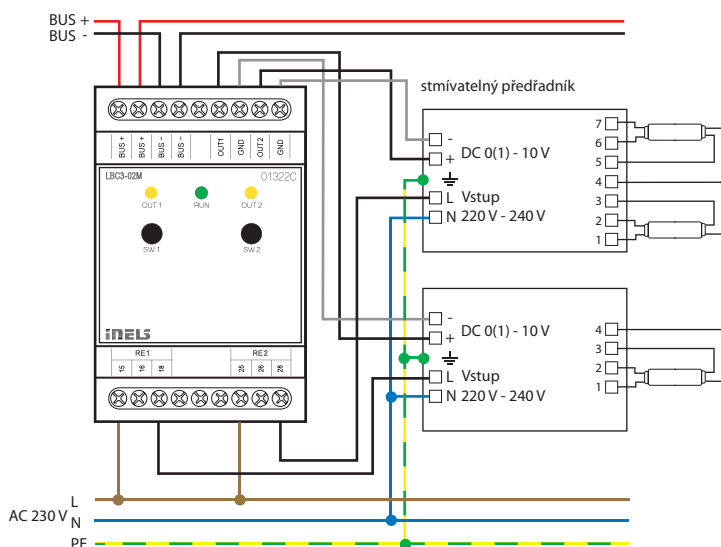 BUS +
BUS -
BUS +
BUS +
BUS -
BUS -
OUT1
GND
OUT2
GND
LBC3-02M
01322C
OUT 1
RUN
OUT 2
SW 1
SW 2
iNELS
RE1
RE2
15
16
18
25
26
28
stmívatelný předřadník
-
+
DC 0(1) - 10 V
L Vstup
N 220 V - 240 V
7
6
5
4
3
2
1
-
+
DC 0(1) - 10 V
L Vstup
N 220 V - 240 V
4
3
2
1
AC 230 V
L
N
PE